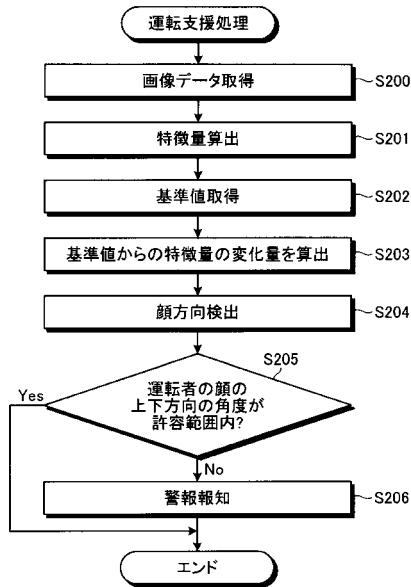 運転支援処理
画像データ取得
S200
特徴量算出
S201
基準値取得
S202
基準値からの特徴量の変化量を算出
S203
顔方向検出
S204
S205
運転者の顔の
上下方向の角度が
許容範囲内?
Yes
No
警報報知
S206
エンド